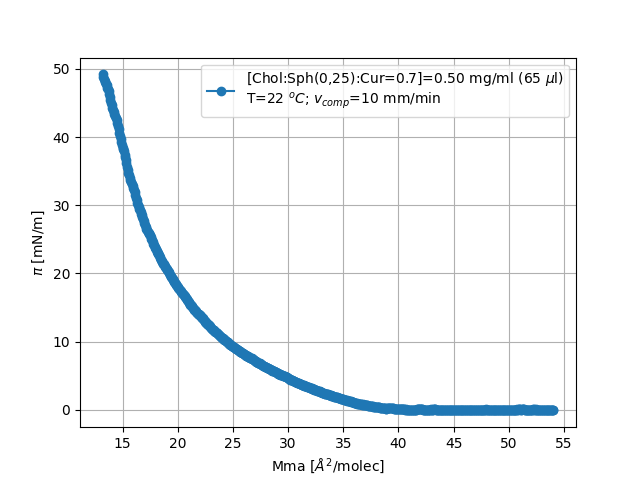 [Chol:Sph(0,25):Cur=0.7]=0.50 mg/ml (65 μl)
T=22 °C; v_comp=10 mm/min
50
40
30
20
10
0
π [mN/m]
15 20 25 30 35 40 45 50 55
Mma [Å²/molec]